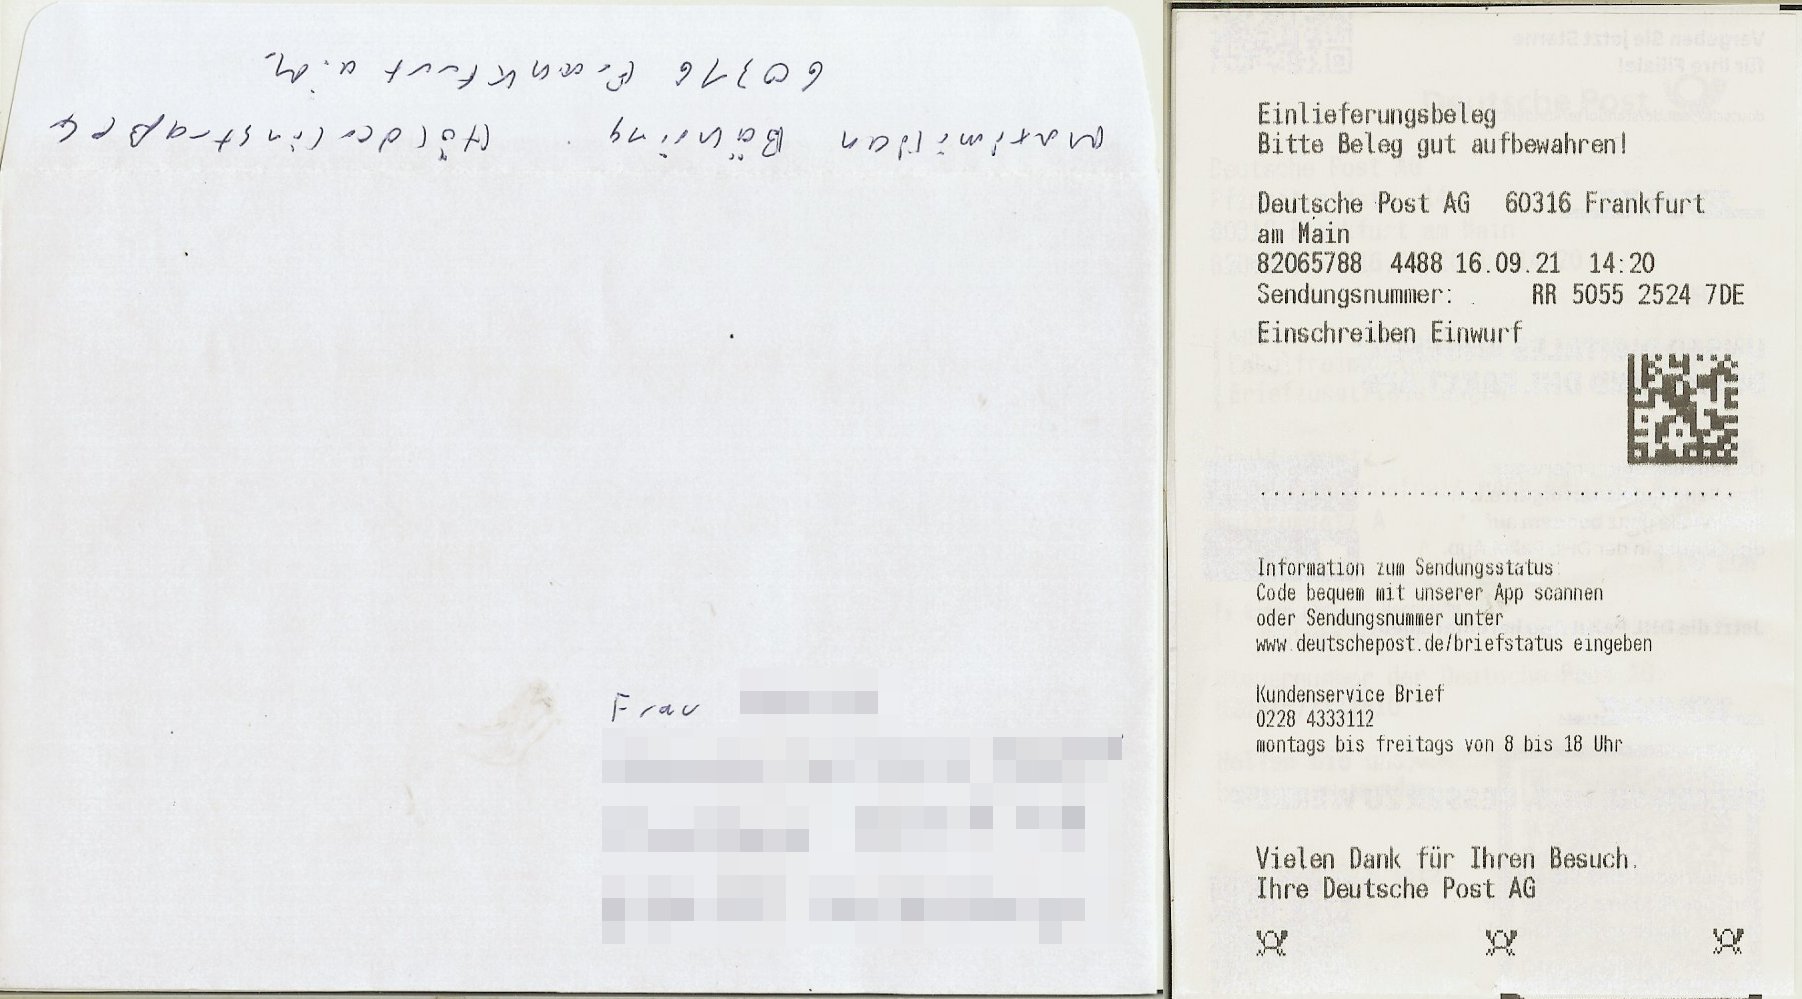 Maximilian Bähring Hölderlinstraße 4
60316 Frankfurt a.M.
Frau
Einlieferungsbeleg
Bitte Beleg gut aufbewahren!
Deutsche Post AG 60316 Frankfurt
am Main
82065788 4488 16.09.21 14:20
Sendungsnummer: RR 5055 2524 7DE
Einschreiben Einwurf
Information zum Sendungsstatus:
Code bequem mit unserer App scannen
oder Sendungsnummer unter
www.deutschepost.de/briefstatus eingeben
Kundenservice Brief
0228 4333112
montags bis freitags von 8 bis 18 Uhr
Vielen Dank für Ihren Besuch.
Ihre Deutsche Post AG